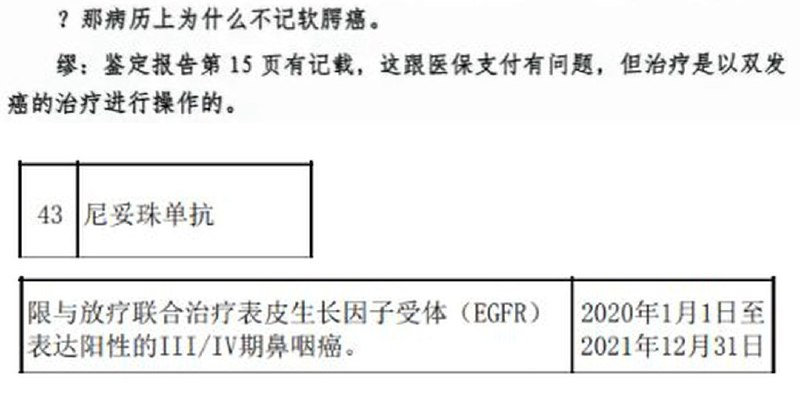 ？那病历上为什么不记软腭癌。
缪：鉴定报告第 15 页有记载，这跟医保支付有问题，但治疗是以双发
癌的治疗进行操作的。
43 尼妥珠单抗
限与放疗联合治疗表皮生长因子受体（EGFR） 2020年1月1日至
表达阳性的III/IV期鼻咽癌。 2021年12月31日